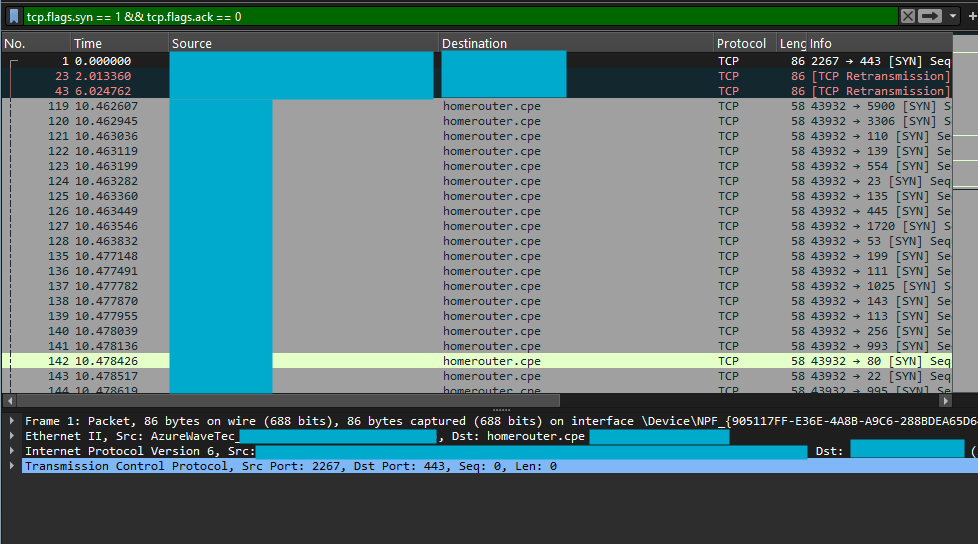 tcp.flags.syn == 1 && tcp.flags.ack == 0
No. Time Source Destination Protocol Leng Info
1 0.000000 TCP 86 2267 → 443 [SYN] Seq
23 2.013360 TCP 86 [TCP Retransmission]
43 6.024762 TCP 86 [TCP Retransmission]
119 10.462607 homerouter.cpe TCP 58 43932 → 5900 [SYN] S
120 10.462945 homerouter.cpe TCP 58 43932 → 3306 [SYN] S
121 10.463036 homerouter.cpe TCP 58 43932 → 110 [SYN] Se
122 10.463119 homerouter.cpe TCP 58 43932 → 139 [SYN] Se
123 10.463199 homerouter.cpe TCP 58 43932 → 554 [SYN] Se
124 10.463282 homerouter.cpe TCP 58 43932 → 23 [SYN] Seq
125 10.463360 homerouter.cpe TCP 58 43932 → 135 [SYN] Se
126 10.463449 homerouter.cpe TCP 58 43932 → 445 [SYN] Se
127 10.463546 homerouter.cpe TCP 58 43932 → 1720 [SYN] S
128 10.463832 homerouter.cpe TCP 58 43932 → 53 [SYN] Seq
135 10.477148 homerouter.cpe TCP 58 43932 → 199 [SYN] Se
136 10.477491 homerouter.cpe TCP 58 43932 → 111 [SYN] Se
137 10.477782 homerouter.cpe TCP 58 43932 → 1025 [SYN] S
138 10.477870 homerouter.cpe TCP 58 43932 → 143 [SYN] Se
139 10.477955 homerouter.cpe TCP 58 43932 → 113 [SYN] Se
140 10.478039 homerouter.cpe TCP 58 43932 → 256 [SYN] Se
141 10.478136 homerouter.cpe TCP 58 43932 → 993 [SYN] Se
142 10.478426 homerouter.cpe TCP 58 43932 → 80 [SYN] Seq
143 10.478517 homerouter.cpe TCP 58 43932 → 22 [SYN] Seq
144 10.478619 homerouter.cpe TCP 58 43932 → 995 [SYN] Se
Frame 1: Packet, 86 bytes on wire (688 bits), 86 bytes captured (688 bits) on interface \Device\NPF_{905117FF-E36E-4A8B-A9C6-288BDEA65D6
Ethernet II, Src: AzureWaveTec_ , Dst: homerouter.cpe
Internet Protocol Version 6, Src: Dst: (
Transmission Control Protocol, Src Port: 2267, Dst Port: 443, Seq: 0, Len: 0